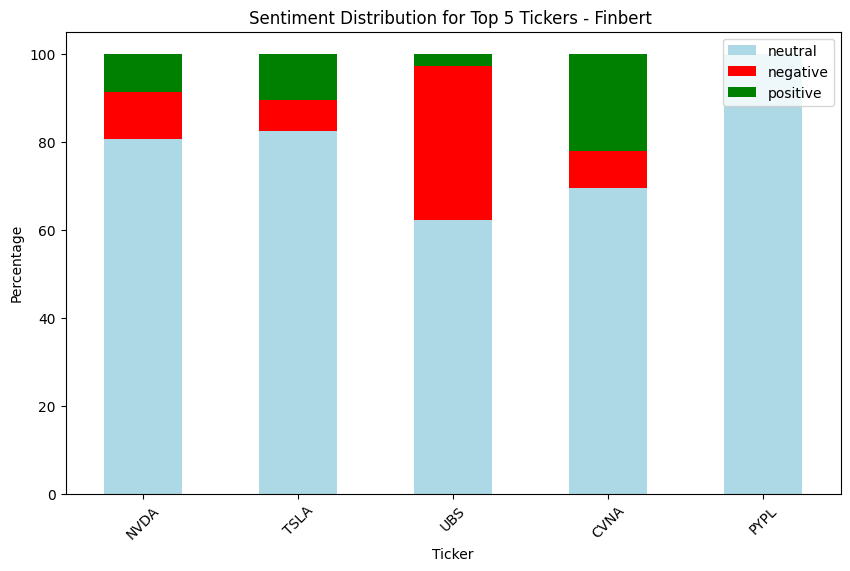 Sentiment Distribution for Top 5 Tickers - Finbert
neutral
negative
positive
100
80
60
40
20
0
Percentage
NVDA
TSLA
UBS
CVNA
PYPL
Ticker